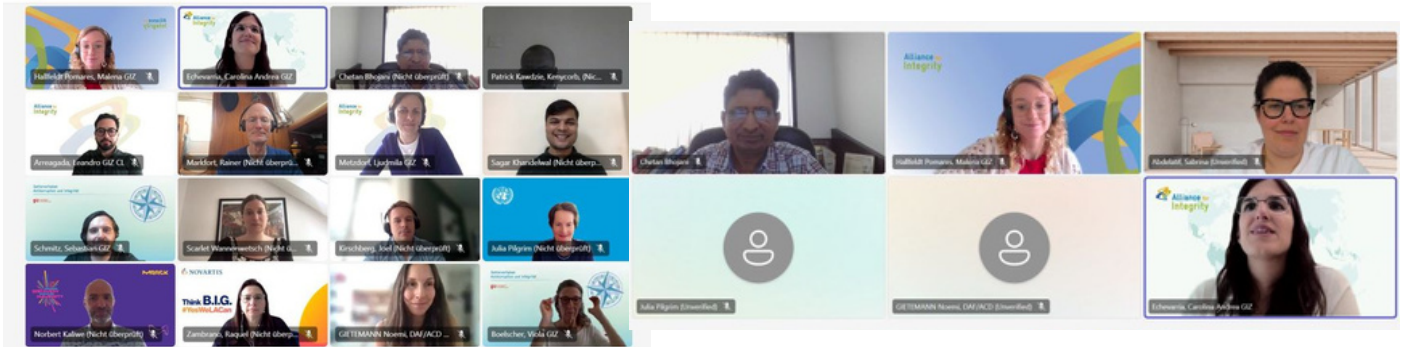 Hallfeldt Pomares, Malena GIZ
Alliance for
Integrity
Echevarria, Carolina Andrea GIZ
Chetan Bhojani (Nicht überprüft)
Patrick Kawdzie, Kenycorb, (Nic...
Alliance for
Integrity
Arreagada, Leandro GIZ CL
Markfort, Rainer (Nicht überprü...
Alliance for
Integrity
Metzdorf, Ljudmila GIZ
Sagar Khandelwal (Nicht überp...
Schmitz, Sebastian GIZ
Scarlet Wannenwetsch (Nicht ü...
Kirschberg, Joel (Nicht überprüft)
Julia Pilgrim (Nicht überprüft)
MERCK
Norbert Kaliwe (Nicht überprüft)
NOVARTIS
Think B.I.G.
#YesWeLACan
Zambrano, Raquel (Nicht überp...
GIETEMANN Noemi, DAF/ACD ...
Boelscher, Viola GIZ
Chetan Bhojani
Alliance for
Integrity
Hallfeldt Pomares, Malena GIZ
Abdelatif, Sabrina (Unverified)
Julia Pilgrim (Unverified)
GIETEMANN Noemi, DAF/ACD (Unverified)
Alliance for
Integrity
Echevarria, Carolina Andrea GIZ